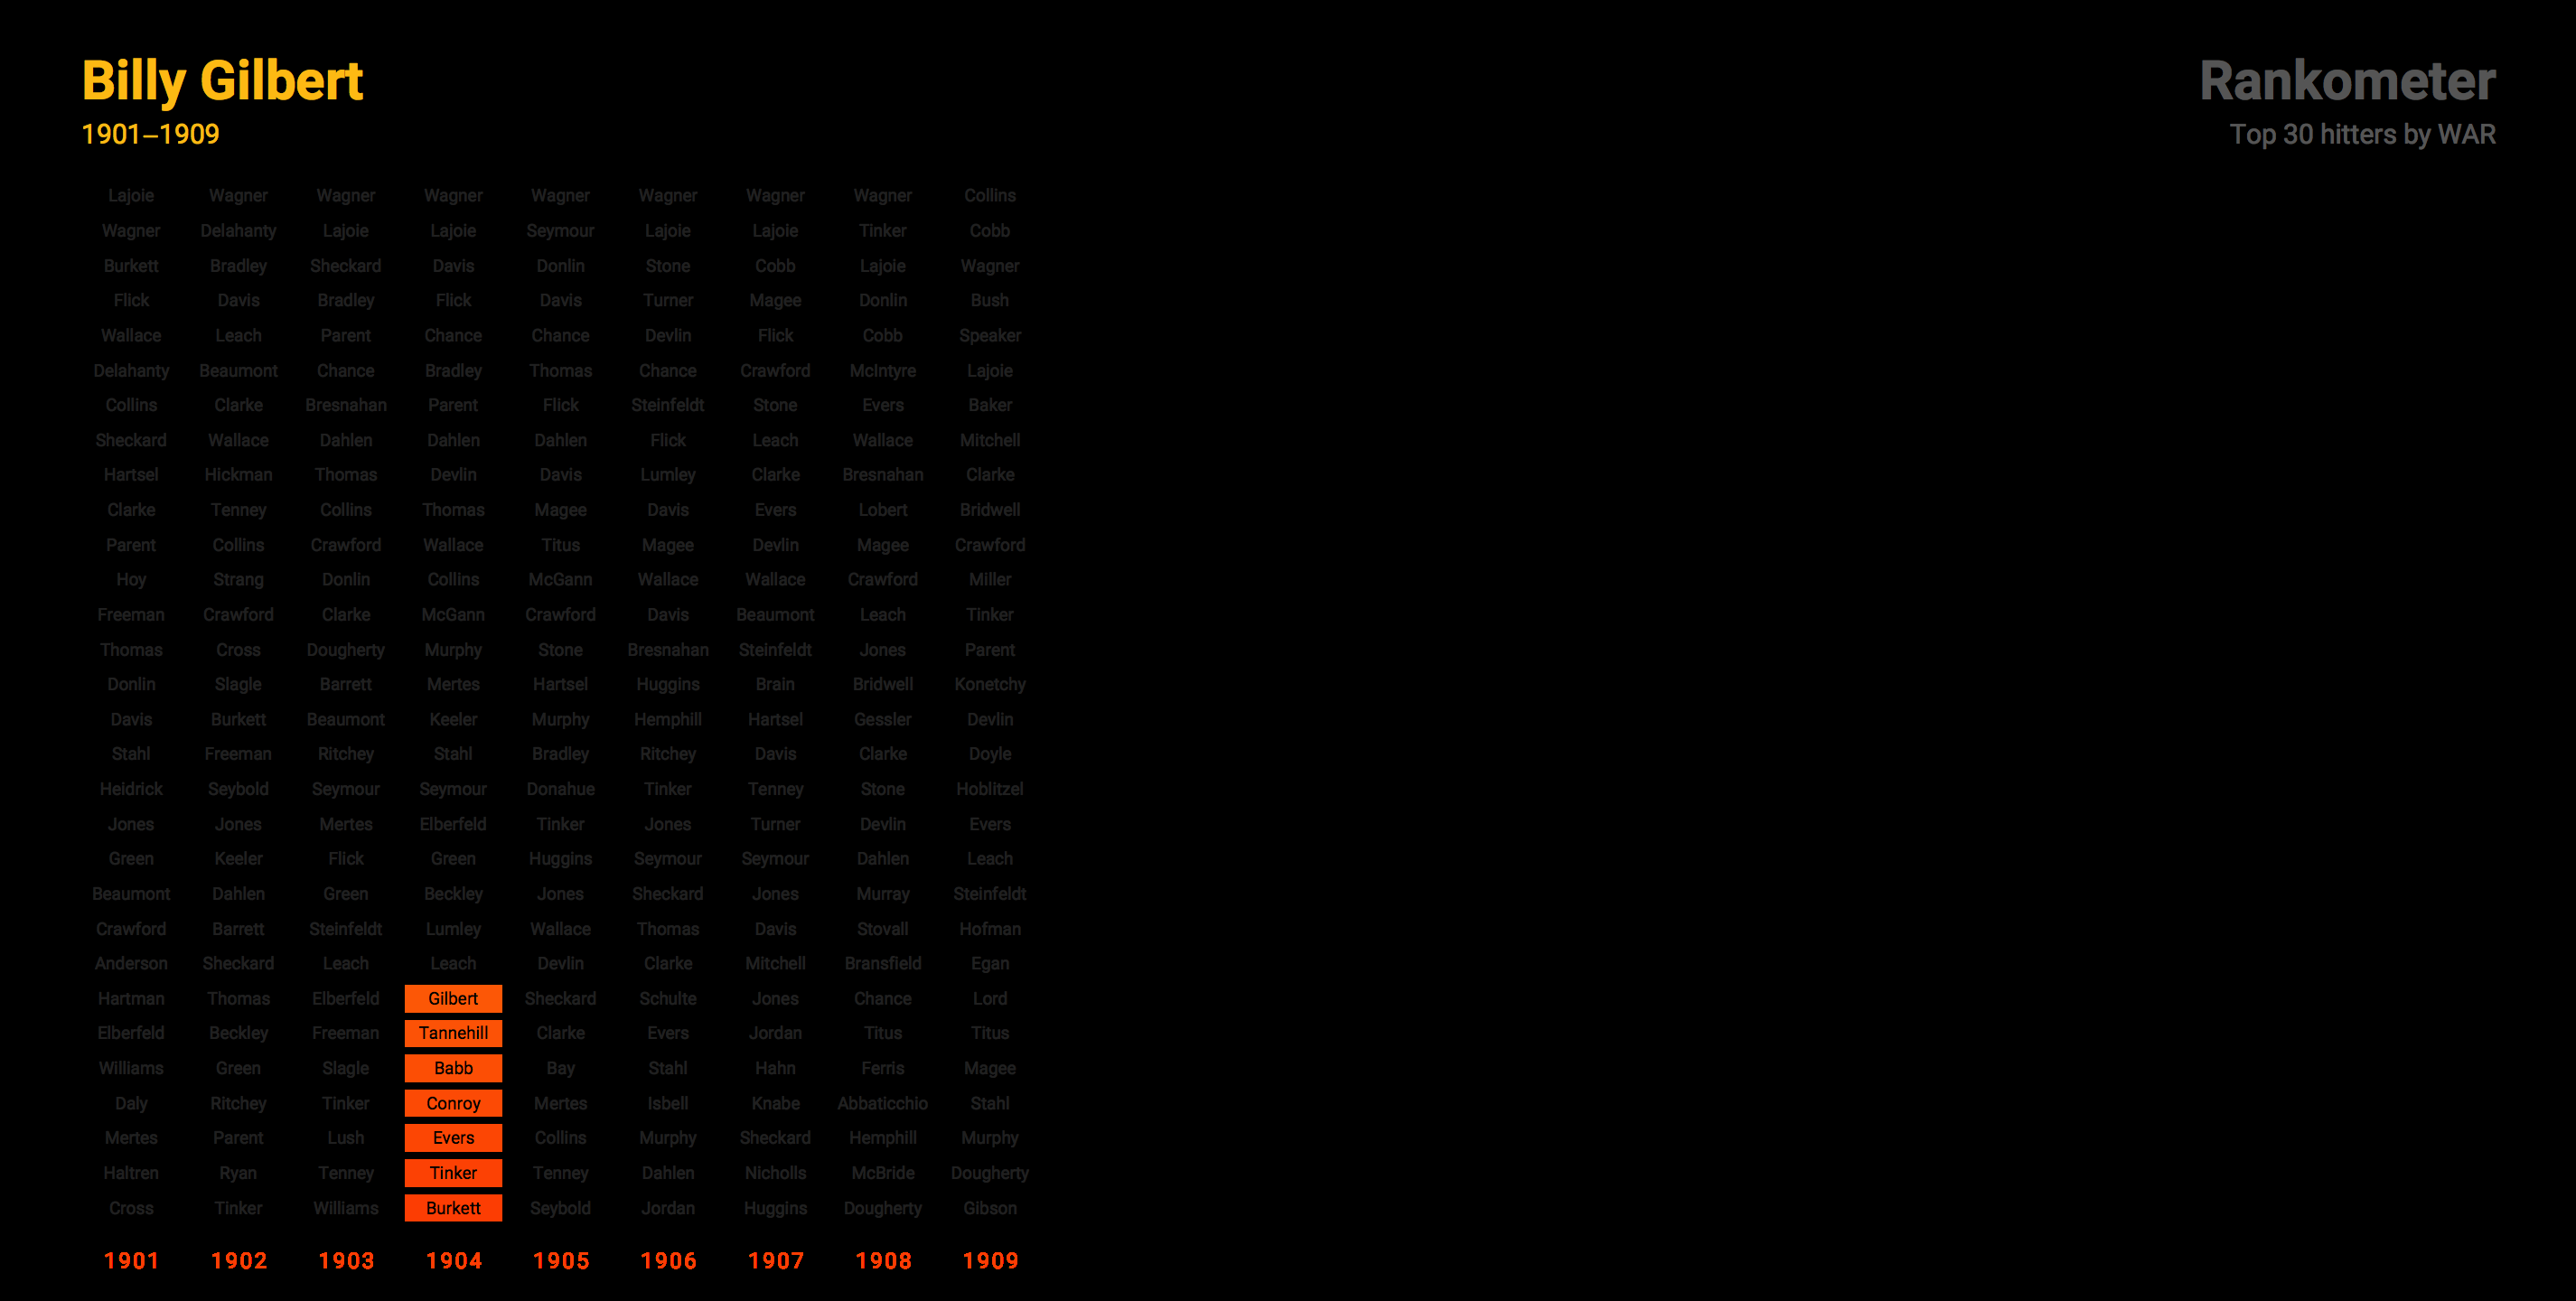 Billy Gilbert
1901–1909
Rankometer
Top 30 hitters by WAR
Lajoie Wagner Wagner Wagner Wagner Wagner Wagner Wagner Collins
Wagner Delahanty Lajoie Lajoie Seymour Lajoie Lajoie Tinker Cobb
Burkett Bradley Sheckard Davis Donlin Stone Cobb Lajoie Wagner
Flick Davis Bradley Flick Davis Turner Magee Donlin Bush
Wallace Leach Parent Chance Chance Devlin Flick Cobb Speaker
Delahanty Beaumont Chance Bradley Thomas Chance Crawford McIntyre Lajoie
Collins Clarke Bresnahan Parent Flick Steinfeldt Stone Evers Baker
Sheckard Wallace Dahlen Dahlen Dahlen Flick Leach Wallace Mitchell
Hartsel Hickman Thomas Devlin Davis Lumley Clarke Bresnahan Clarke
Clarke Tenney Collins Thomas Magee Davis Evers Lobert Bridwell
Parent Collins Crawford Wallace Titus Magee Devlin Magee Crawford
Hoy Strang Donlin Collins McGann Wallace Wallace Crawford Miller
Freeman Crawford Clarke McGann Crawford Davis Beaumont Leach Tinker
Thomas Cross Dougherty Murphy Stone Bresnahan Steinfeldt Jones Parent
Donlin Slagle Barrett Mertes Hartsel Huggins Brain Bridwell Konetchy
Davis Burkett Beaumont Keeler Murphy Hemphill Hartsel Gessler Devlin
Stahl Freeman Ritchey Stahl Bradley Ritchey Davis Clarke Doyle
Heidrick Seybold Seymour Seymour Donahue Tinker Tenney Stone Hoblitzel
Jones Jones Mertes Elberfeld Tinker Jones Turner Devlin Evers
Green Keeler Flick Green Huggins Seymour Seymour Dahlen Leach
Beaumont Dahlen Green Beckley Jones Sheckard Jones Murray Steinfeldt
Crawford Barrett Steinfeldt Lumley Wallace Thomas Davis Stovall Hofman
Anderson Sheckard Leach Leach Devlin Clarke Mitchell Bransfield Egan
Hartman Thomas Elberfeld Gilbert Sheckard Schulte Jones Chance Lord
Elberfeld Beckley Freeman Tannehill Clarke Evers Jordan Titus Titus
Williams Green Slagle Babb Bay Stahl Hahn Ferris Magee
Daly Ritchey Tinker Conroy Mertes Isbell Knabe Abbaticchio Stahl
Mertes Parent Lush Evers Collins Murphy Sheckard Hemphill Murphy
Haltren Ryan Tenney Tinker Tenney Dahlen Nicholls McBride Dougherty
Cross Tinker Williams Burkett Seybold Jordan Huggins Dougherty Gibson
1901 1902 1903 1904 1905 1906 1907 1908 1909